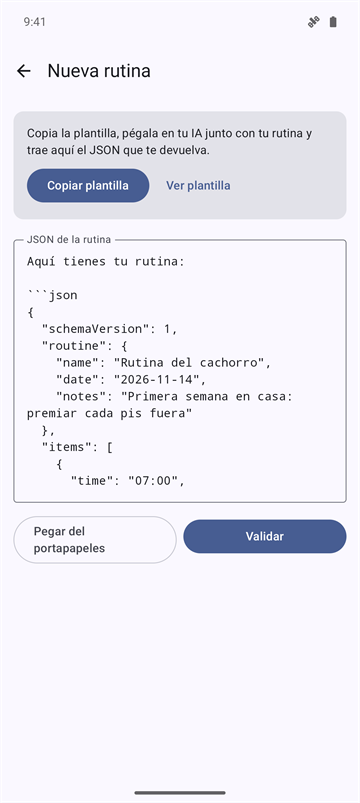 9:41
Nueva rutina
Copia la plantilla, pégala en tu IA junto con tu rutina y
trae aquí el JSON que te devuelva.
Copiar plantilla
Ver plantilla
JSON de la rutina
Aquí tienes tu rutina:
```json
{
"schemaVersion": 1,
"routine": {
"name": "Rutina del cachorro",
"date": "2026-11-14",
"notes": "Primera semana en casa:
premiar cada pis fuera"
},
"items": [
{
"time": "07:00",
Pegar del
portapapeles
Validar